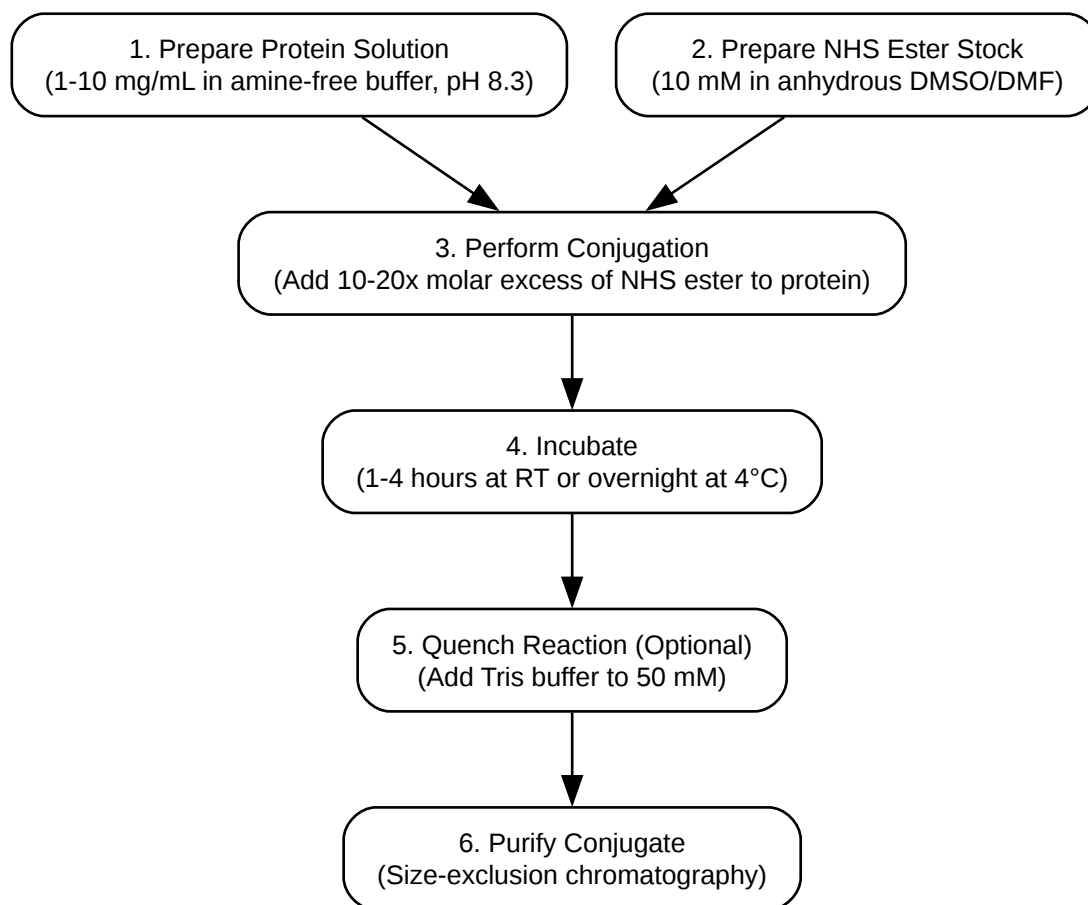 1. Prepare Protein Solution
(1-10 mg/mL in amine-free buffer, pH 8.3)
2. Prepare NHS Ester Stock
(10 mM in anhydrous DMSO/DMF)
3. Perform Conjugation
(Add 10-20x molar excess of NHS ester to protein)
4. Incubate
(1-4 hours at RT or overnight at 4°C)
5. Quench Reaction (Optional)
(Add Tris buffer to 50 mM)
6. Purify Conjugate
(Size-exclusion chromatography)